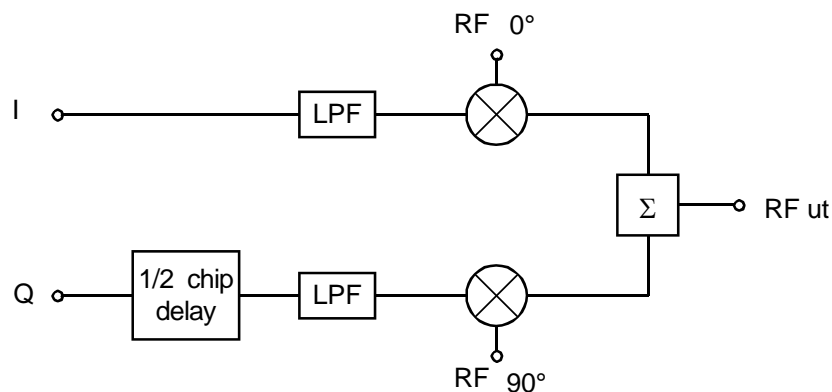 RF 0°
I
LPF
Σ
RF ut
Q
1/2 chip
delay
LPF
RF 90°